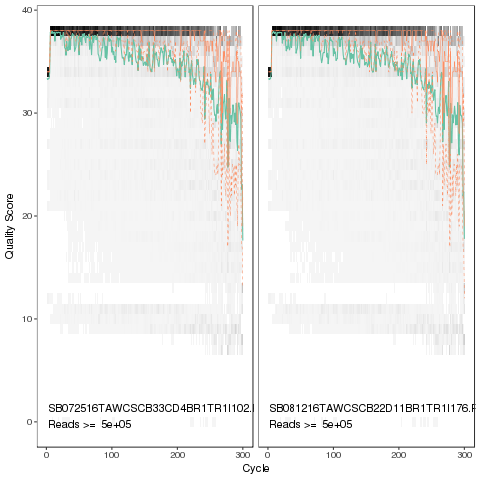 Quality Score
40
30
20
10
0
SB072516TAWCSCB33CD4BR1TR1I102.
Reads >= 5e+05
SB081216TAWCSCB22D11BR1TR1I176.
Reads >= 5e+05
0 100 200 300 0 100 200 300
Cycle